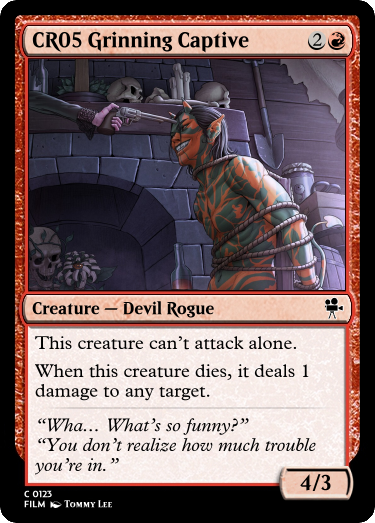 CR05 Grinning Captive 2
Creature — Devil Rogue
This creature can't attack alone.
When this creature dies, it deals 1
damage to any target.
“Wha… What's so funny?”
“You don't realize how much trouble
you're in.”
4/3
C 0123
FILM Tommy Lee